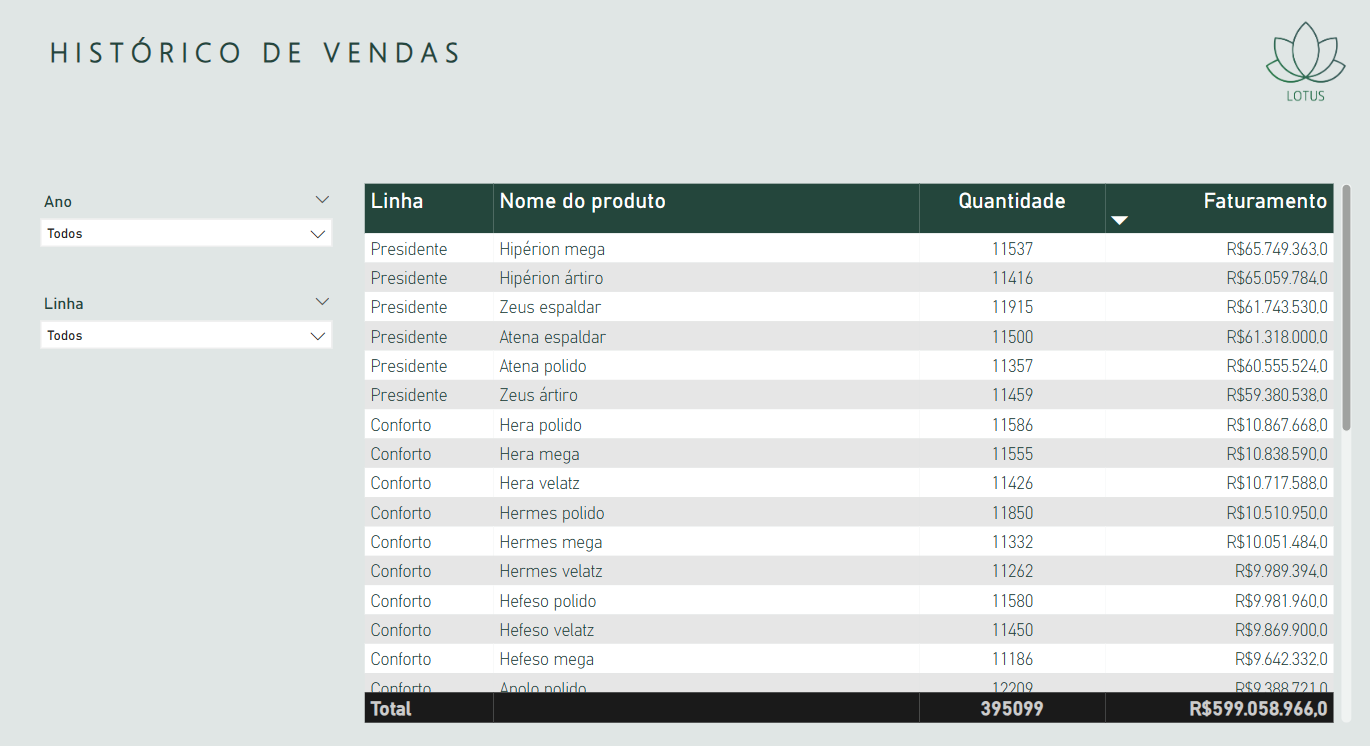 HISTÓRICO DE VENDAS
LOTUS
Ano
Todos
Linha
Todos
Linha Nome do produto Quantidade Faturamento
Presidente Hipérion mega 11537 R$65.749.363,0
Presidente Hipérion ártiro 11416 R$65.059.784,0
Presidente Zeus espaldar 11915 R$61.743.530,0
Presidente Atena espaldar 11500 R$61.318.000,0
Presidente Atena polido 11357 R$60.555.524,0
Presidente Zeus ártiro 11459 R$59.380.538,0
Conforto Hera polido 11586 R$10.867.668,0
Conforto Hera mega 11555 R$10.838.590,0
Conforto Hera velatz 11426 R$10.717.588,0
Conforto Hermes polido 11850 R$10.510.950,0
Conforto Hermes mega 11332 R$10.051.484,0
Conforto Hermes velatz 11262 R$9.989.394,0
Conforto Hefeso polido 11580 R$9.981.960,0
Conforto Hefeso velatz 11450 R$9.869.900,0
Conforto Hefeso mega 11186 R$9.642.332,0
Conforto Apolo polido 12209 R$9.388.721,0
Total 395099 R$599.058.966,0